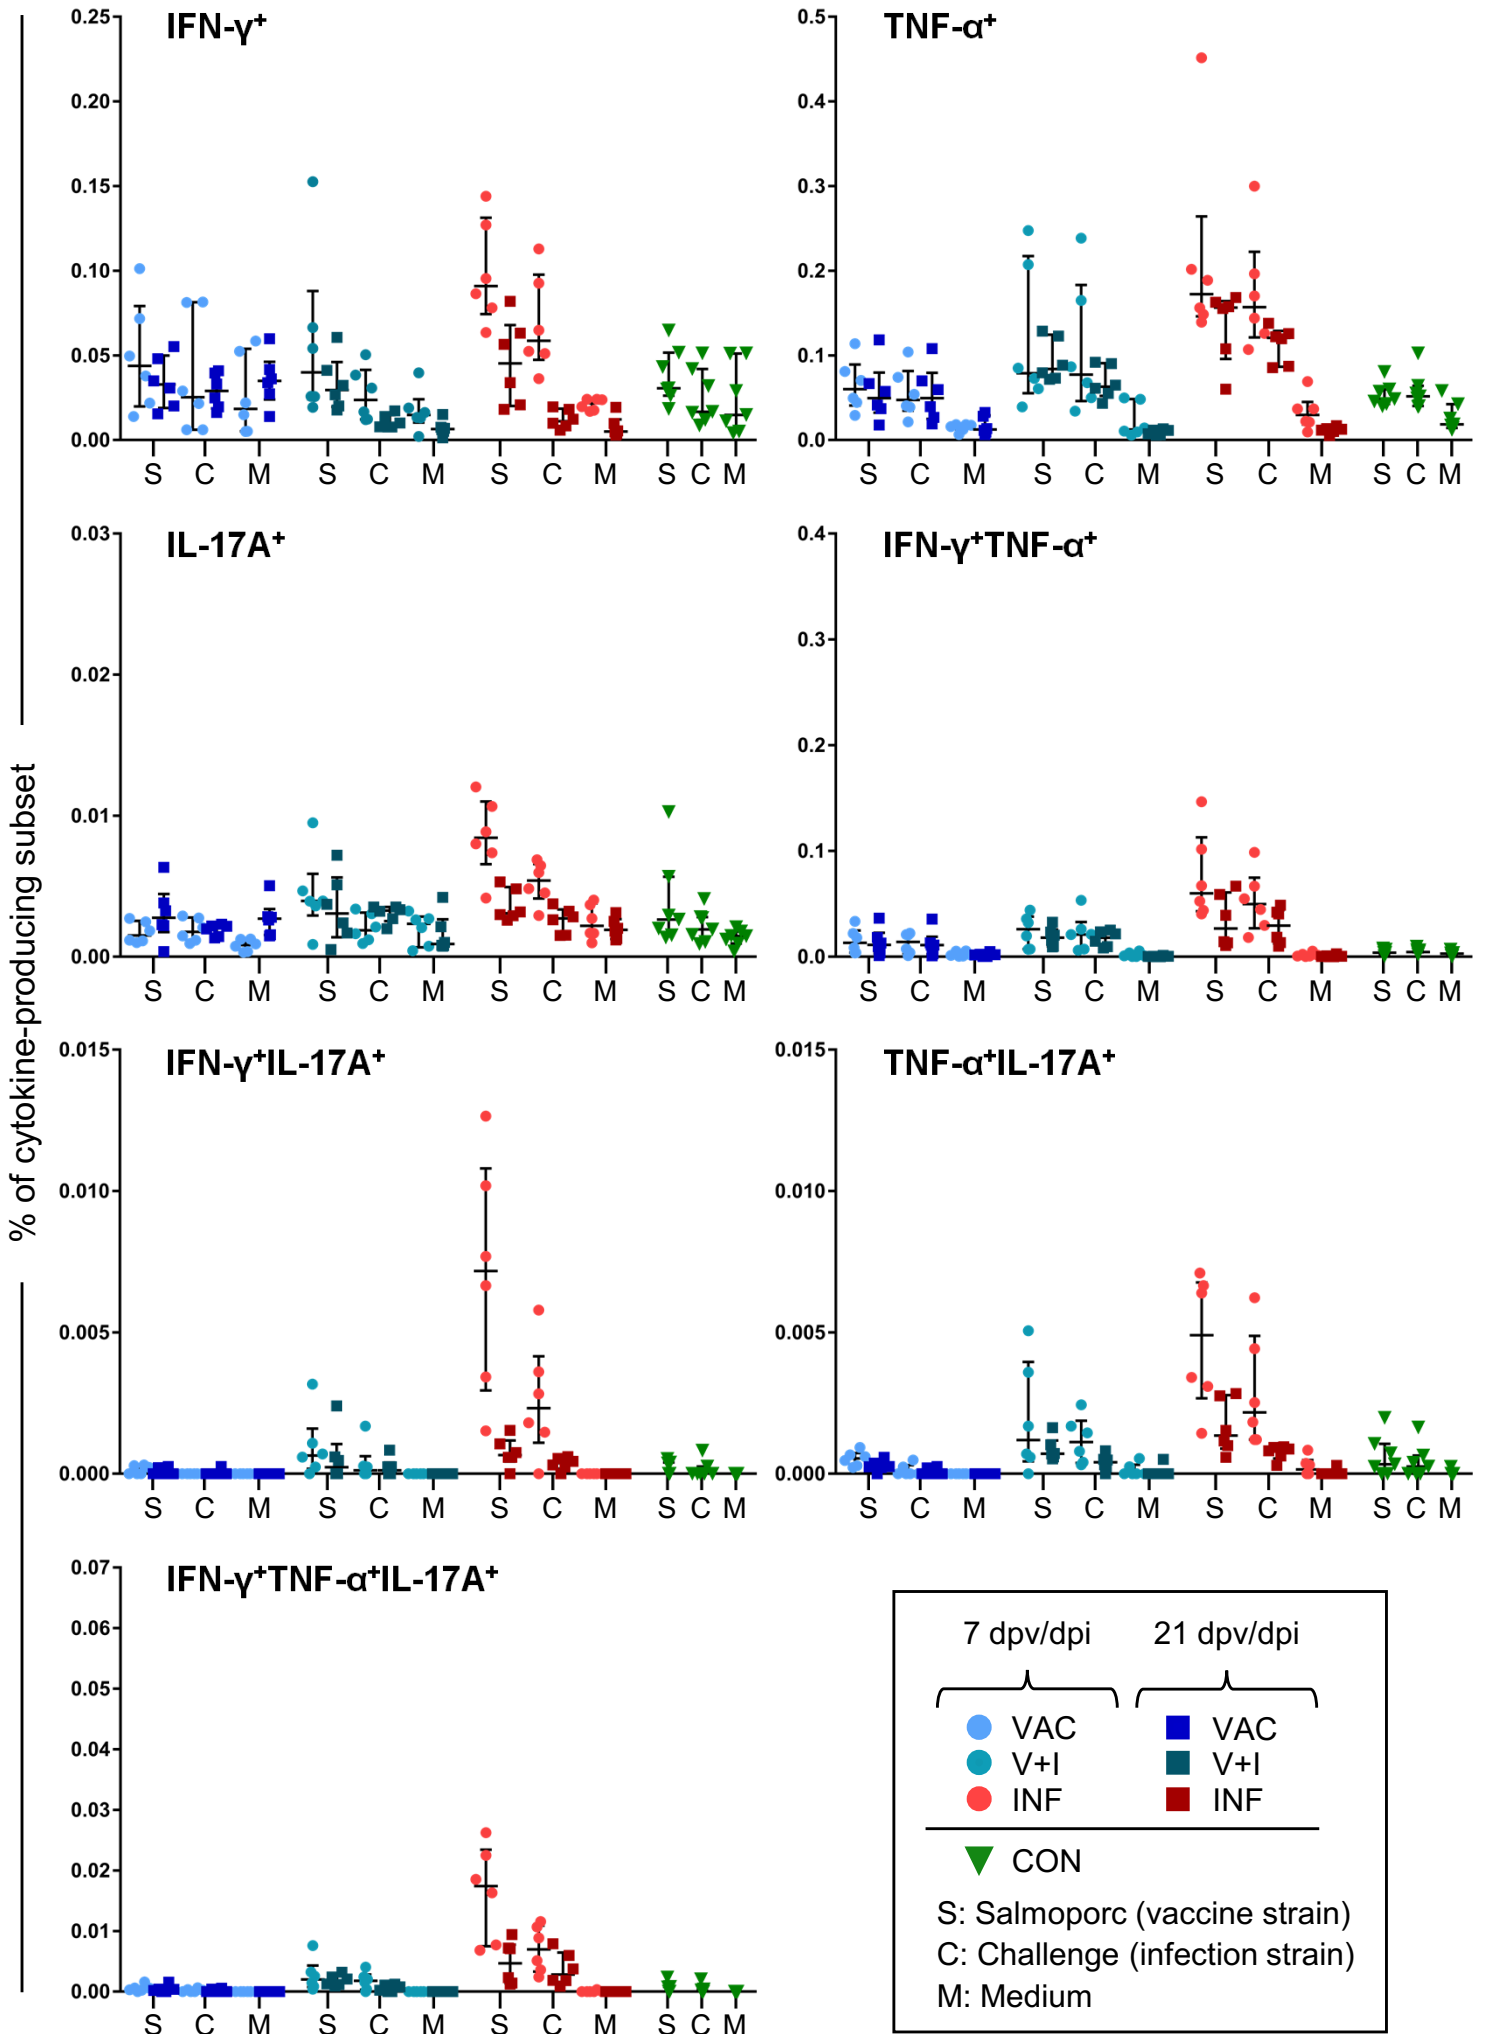 % of cytokine-producing subset
IFN-γ⁺
0.25
0.20
0.15
0.10
0.05
0.00
S C M S C M S C M S C M
TNF-α⁺
0.5
0.4
0.3
0.2
0.1
0.0
S C M S C M S C M S C M
IL-17A⁺
0.03
0.02
0.01
0.00
S C M S C M S C M S C M
IFN-γ⁺TNF-α⁺
0.4
0.3
0.2
0.1
0.0
S C M S C M S C M S C M
IFN-γ⁺IL-17A⁺
0.015
0.010
0.005
0.000
S C M S C M S C M S C M
TNF-α⁺IL-17A⁺
0.015
0.010
0.005
0.000
S C M S C M S C M S C M
IFN-γ⁺TNF-α⁺IL-17A⁺
0.07
0.06
0.05
0.04
0.03
0.02
0.01
0.00
S C M S C M S C M S C M
7 dpv/dpi 21 dpv/dpi
VAC VAC
V+I V+I
INF INF
CON
S: Salmoporc (vaccine strain)
C: Challenge (infection strain)
M: Medium